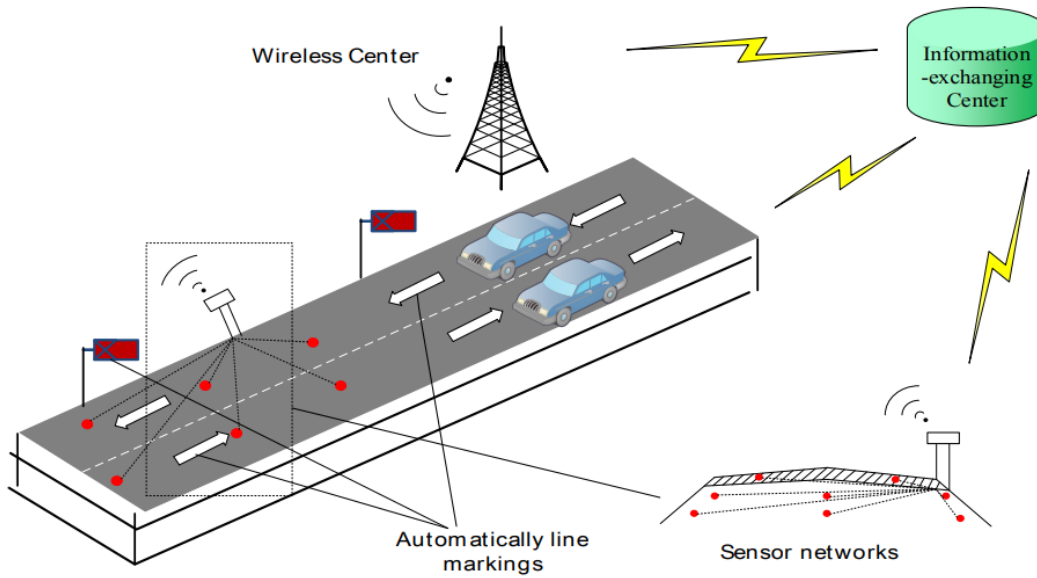 Wireless Center
Information
-exchanging
Center
Automatically line
markings
Sensor networks